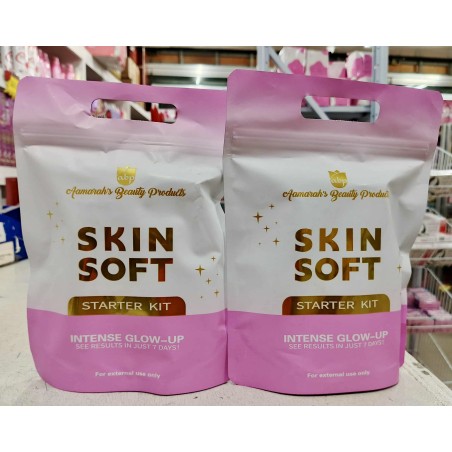 Aamarah's Beauty Products
SKIN
SOFT
STARTER KIT
INTENSE GLOW-UP
SEE RESULTS IN JUST 7 DAYS!
For external use only
Aamarah's Beauty Products
SKIN
SOFT
STARTER KIT
INTENSE GLOW-UP
SEE RESULTS IN JUST 7 DAYS!
For external use only